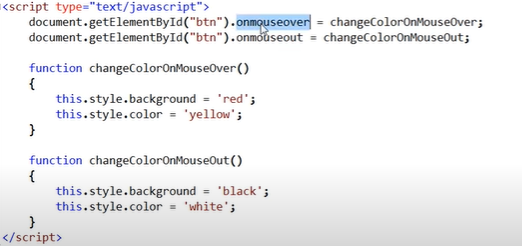 <script type="text/javascript">
document.getElementById("btn").onmouseover = changeColorOnMouseOver;
document.getElementById("btn").onmouseout = changeColorOnMouseOut;
function changeColorOnMouseOver()
{
this.style.background = 'red';
this.style.color = 'yellow';
}
function changeColorOnMouseOut()
{
this.style.background = 'black';
this.style.color = 'white';
}
</script>